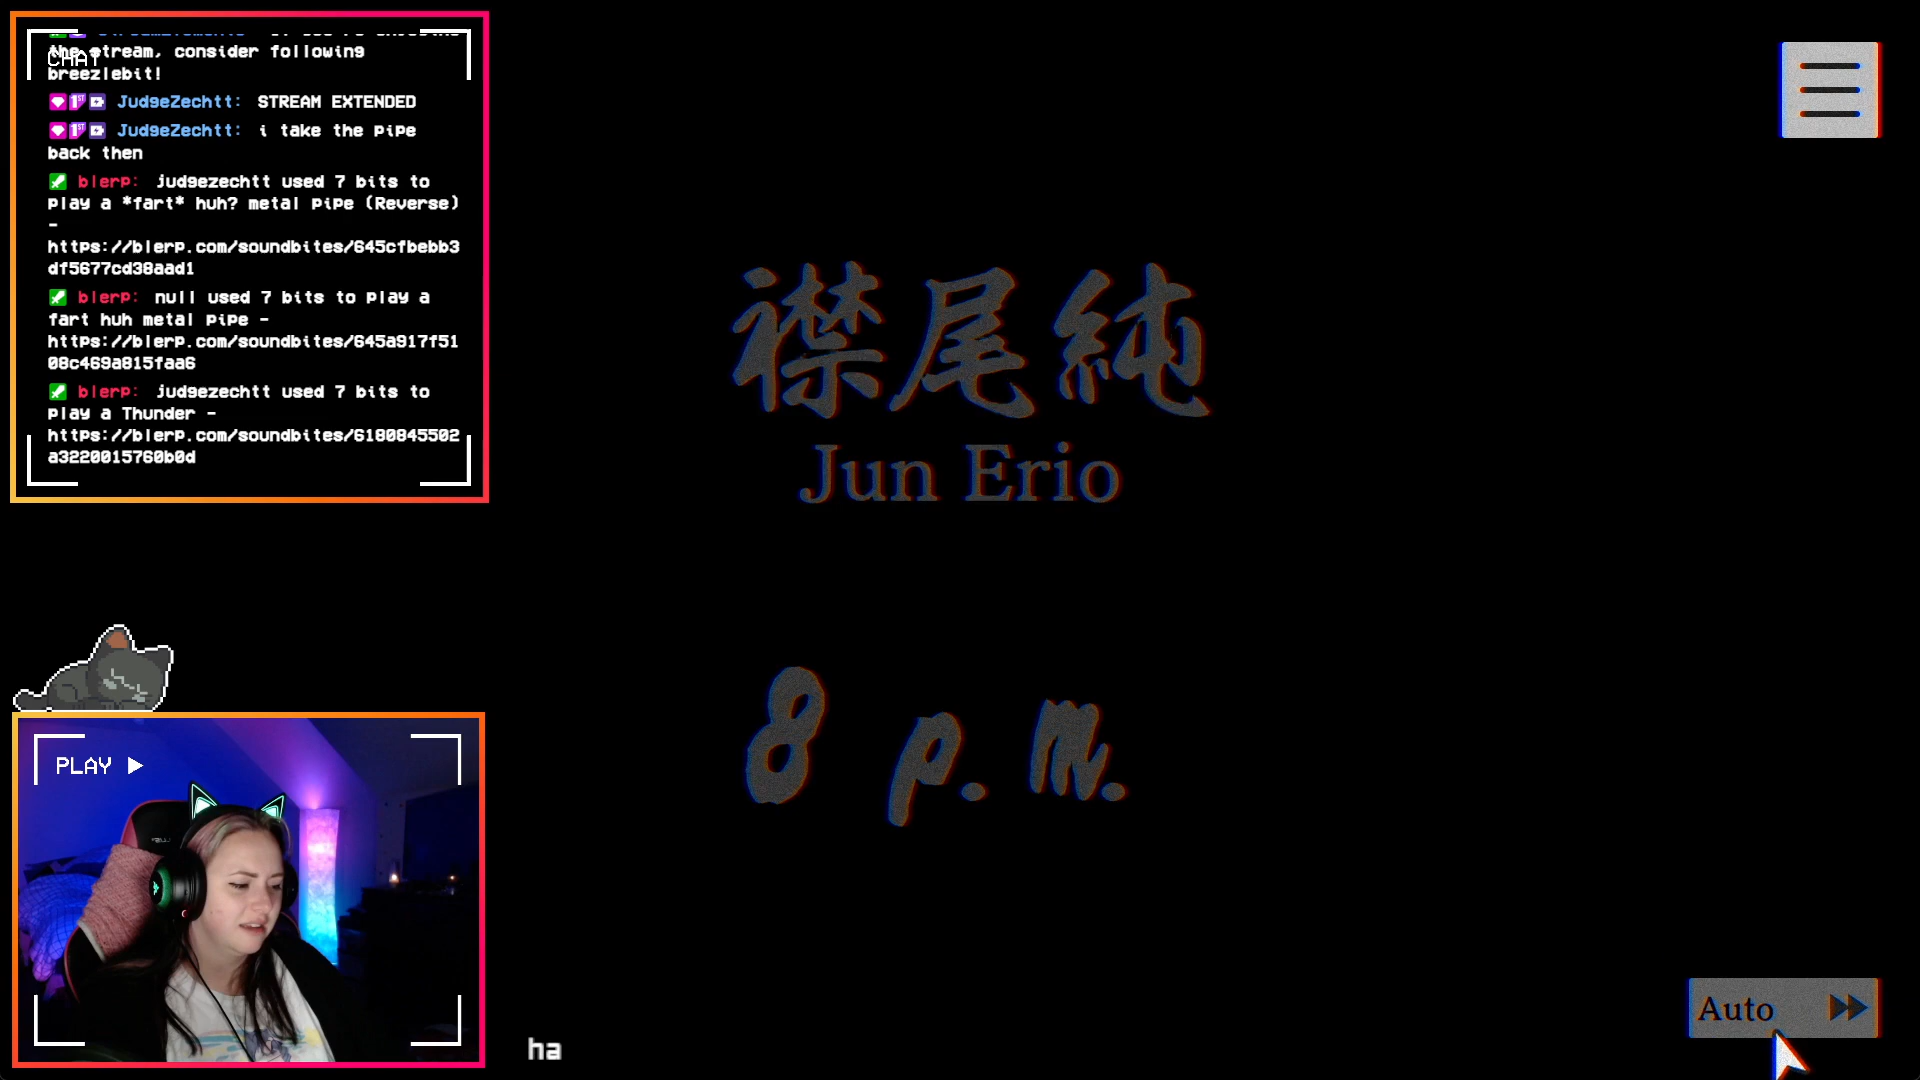 CHAT
the stream, consider following
breezlebit!
JudgeZechtt: STREAM EXTENDED
JudgeZechtt: i take the pipe
back then
blerp: judgezechtt used 7 bits to
play a *fart* huh? metal pipe (Reverse)
-
https://blerp.com/soundbites/645cfbebb3
df5677cd38aad1
blerp: null used 7 bits to play a
fart huh metal pipe -
https://blerp.com/soundbites/645a917f51
08c469a815faa6
blerp: judgezechtt used 7 bits to
play a Thunder -
https://blerp.com/soundbites/6180845502
a3220015760b0d
襟尾純
Jun Erio
8 p.m.
PLAY
ha
Auto